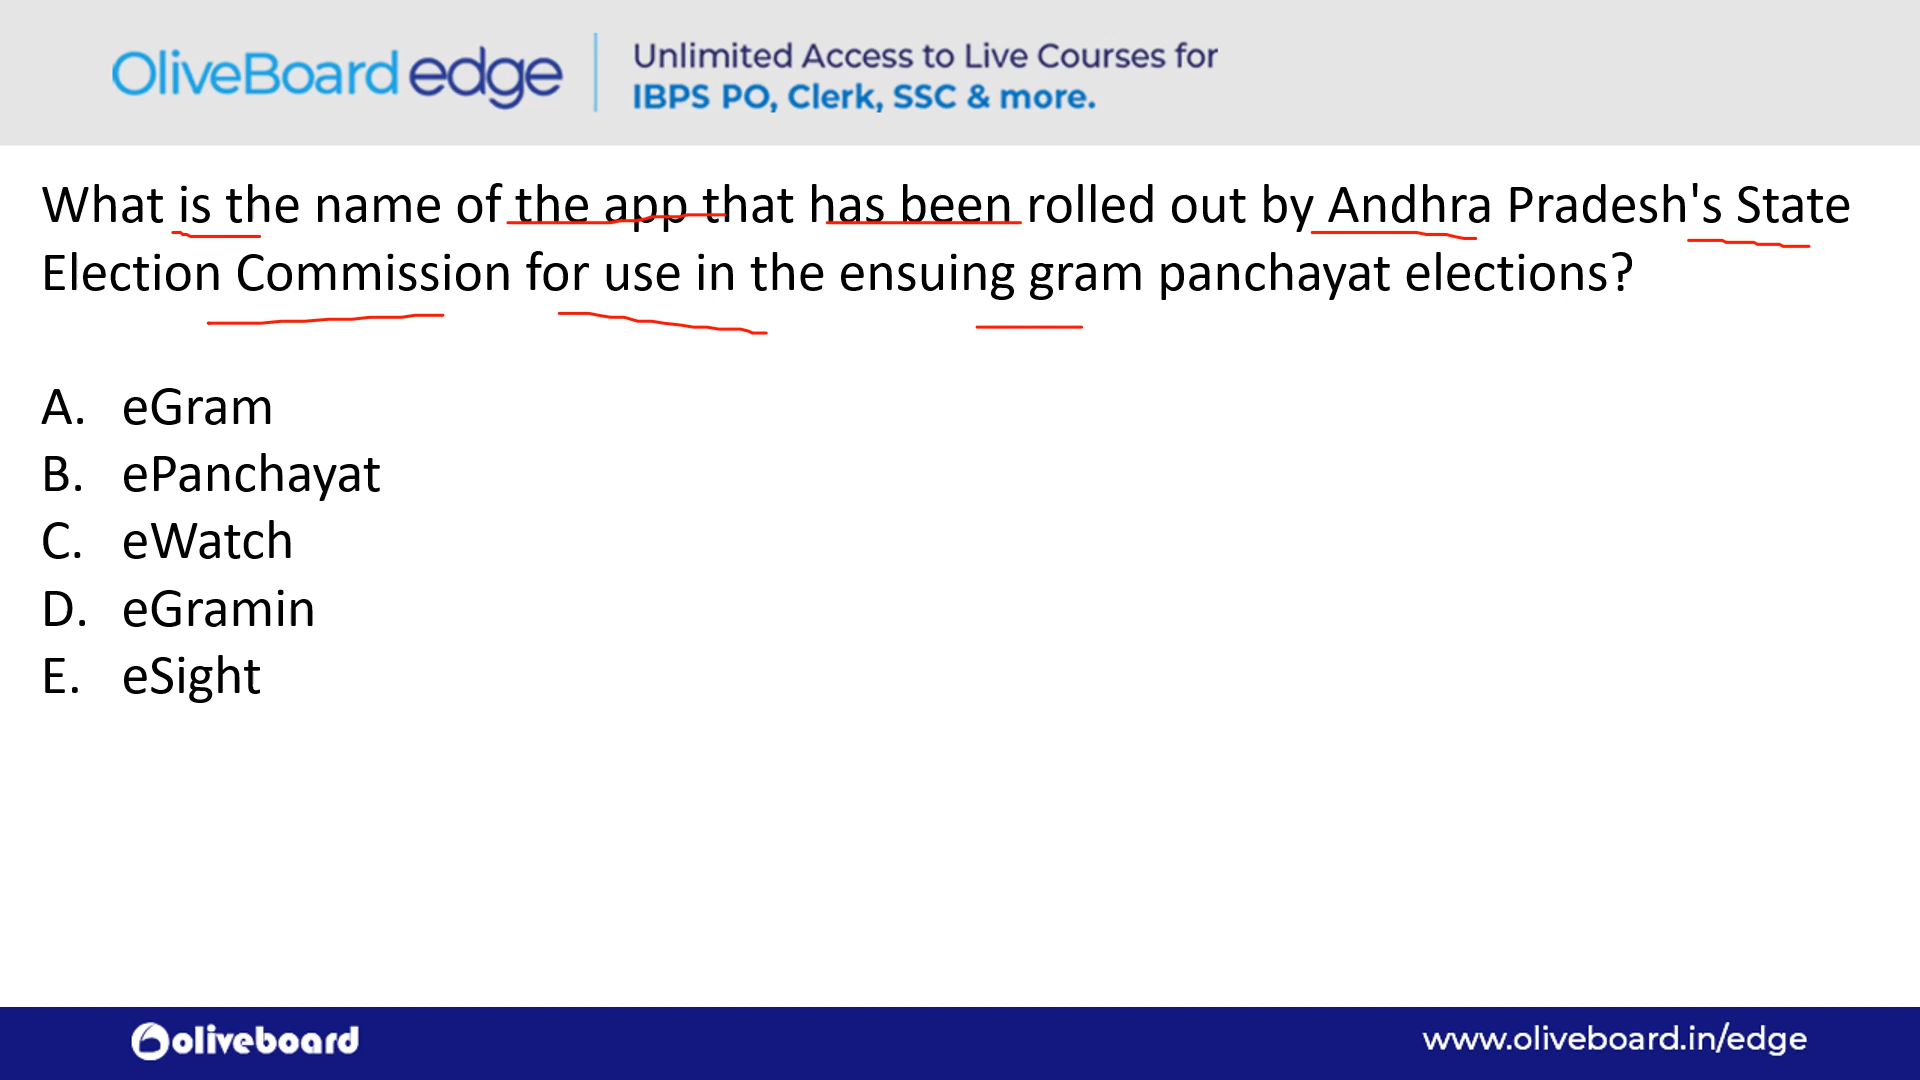 OliveBoard edge
Unlimited Access to Live Courses for
IBPS PO, Clerk, SSC & more.
What is the name of the app that has been rolled out by Andhra Pradesh's State
Election Commission for use in the ensuing gram panchayat elections?
A. eGram
B. ePanchayat
C. eWatch
D. eGramin
E. eSight
oliveboard
www.oliveboard.in/edge